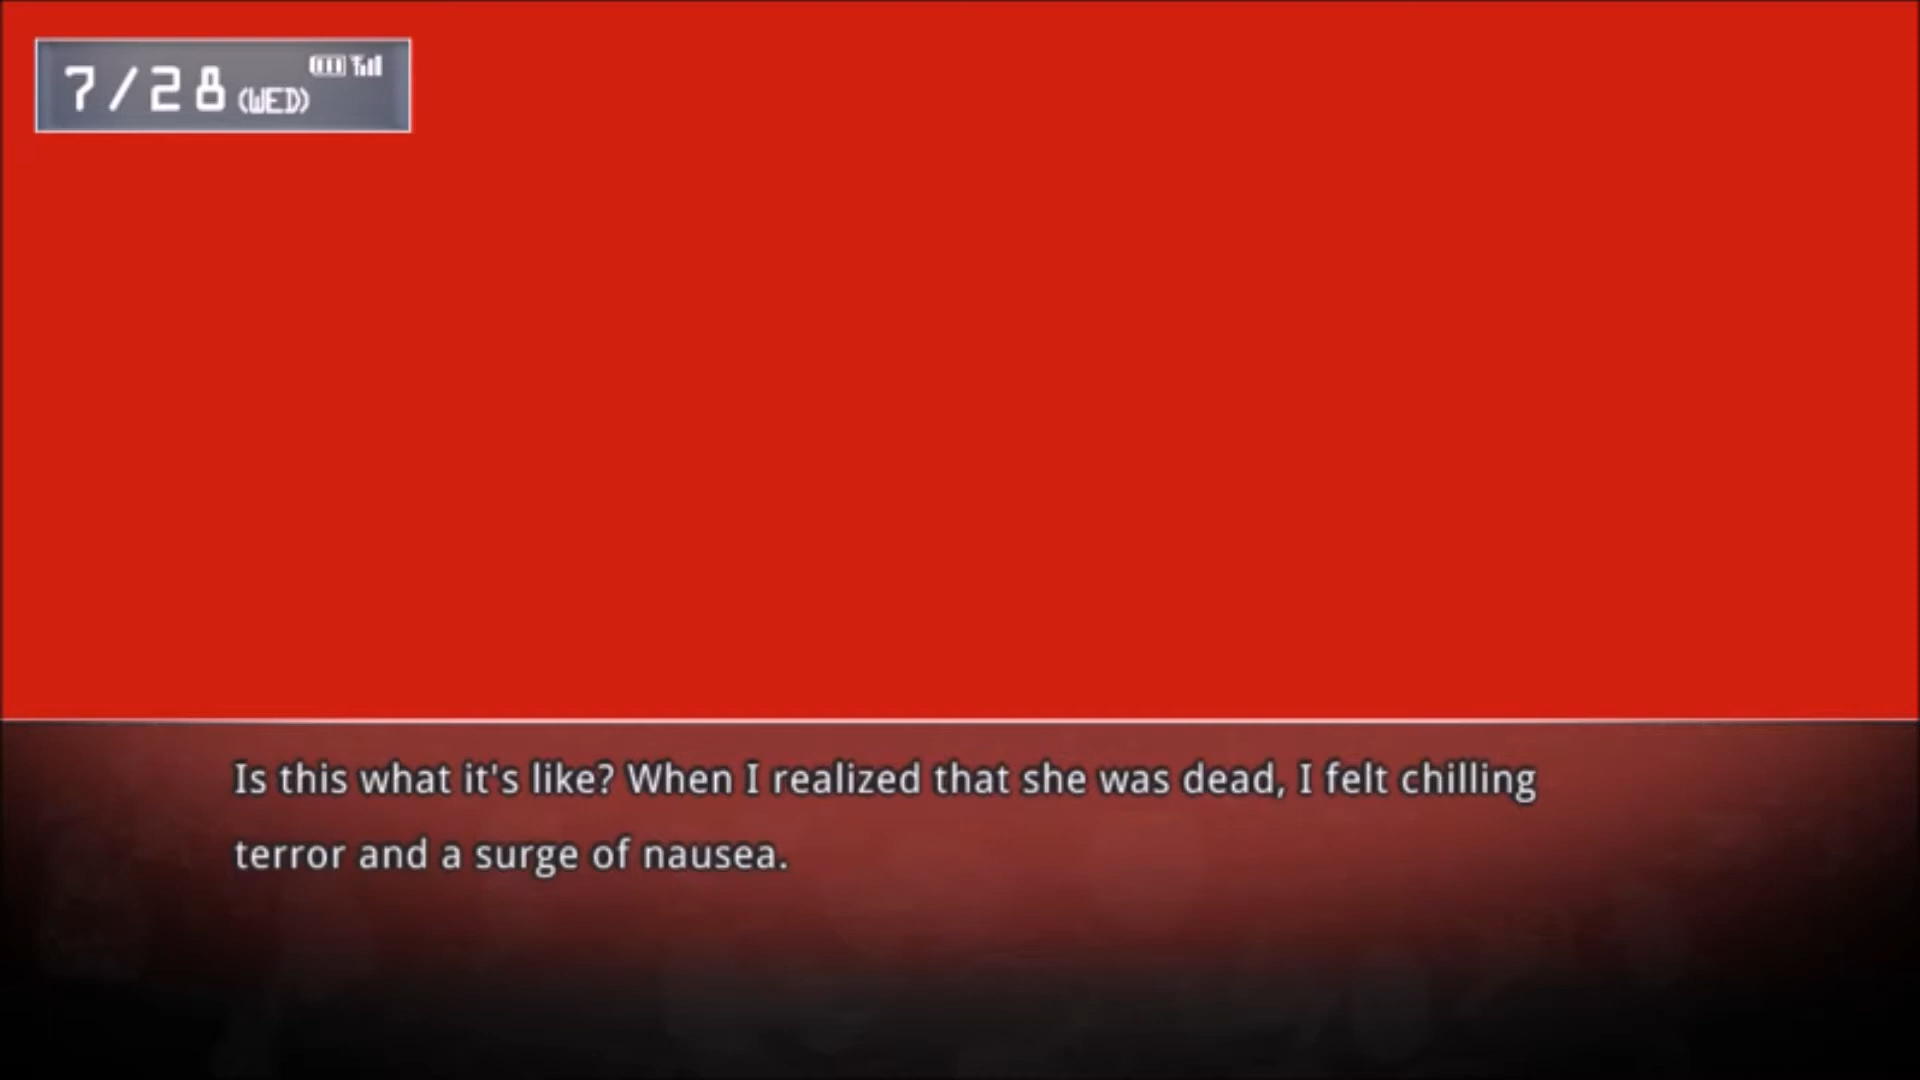 7/28 (WED)
Is this what it's like? When I realized that she was dead, I felt chilling
terror and a surge of nausea.